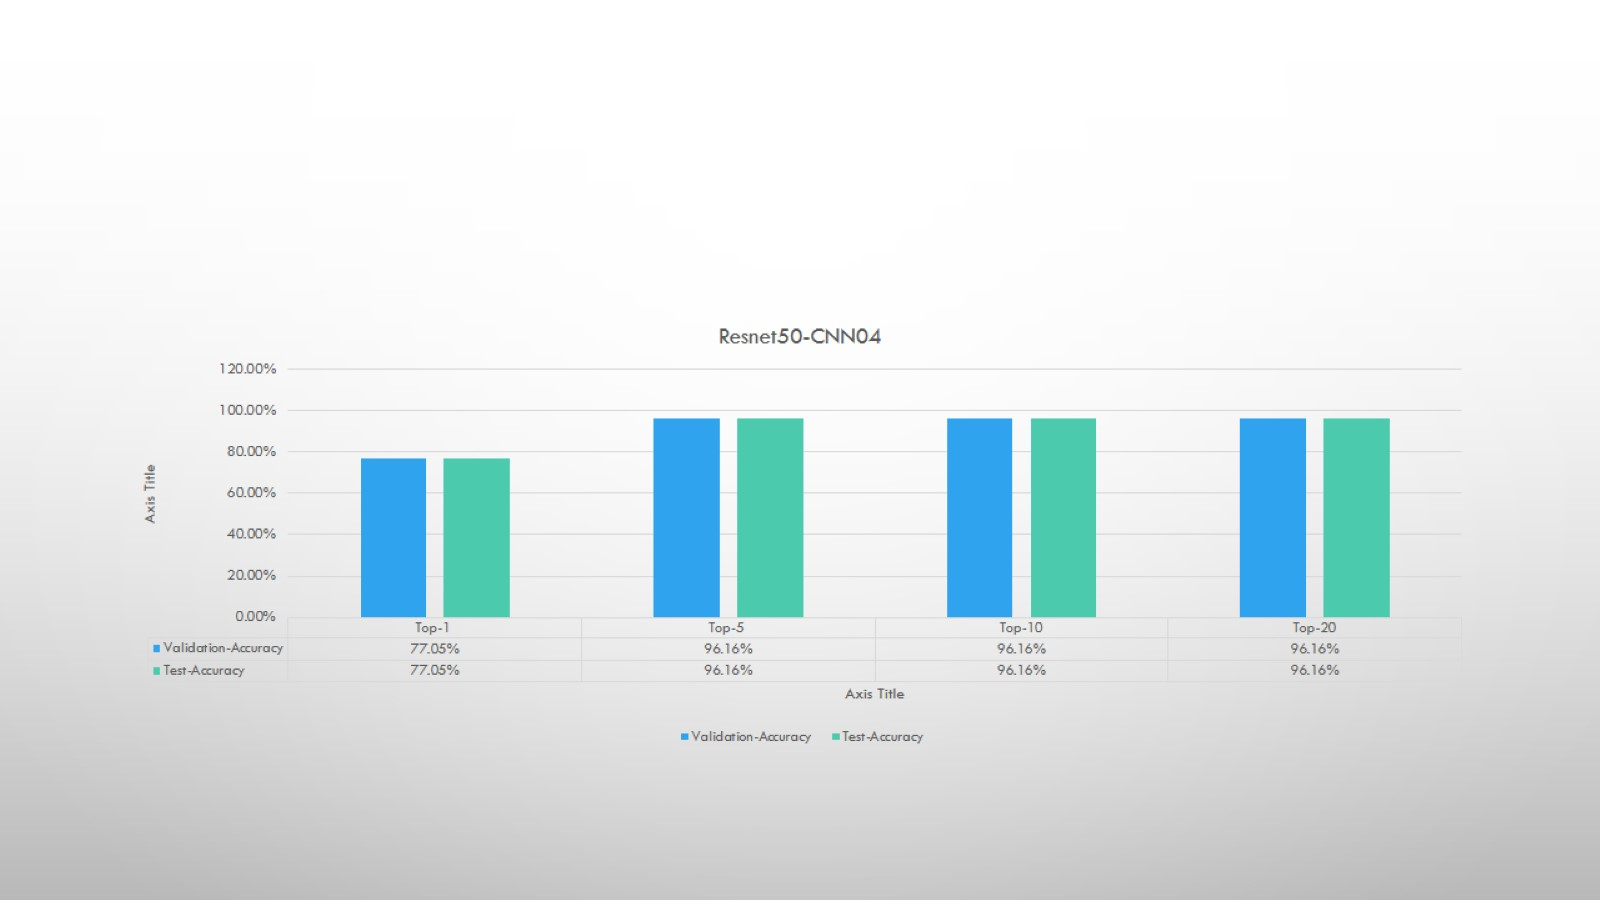 Resnet50-CNN04
120.00%
100.00%
80.00%
60.00%
40.00%
20.00%
0.00%
Axis Title
Top-1 Top-5 Top-10 Top-20
Validation-Accuracy 77.05% 96.16% 96.16% 96.16%
Test-Accuracy 77.05% 96.16% 96.16% 96.16%
Axis Title
Validation-Accuracy Test-Accuracy